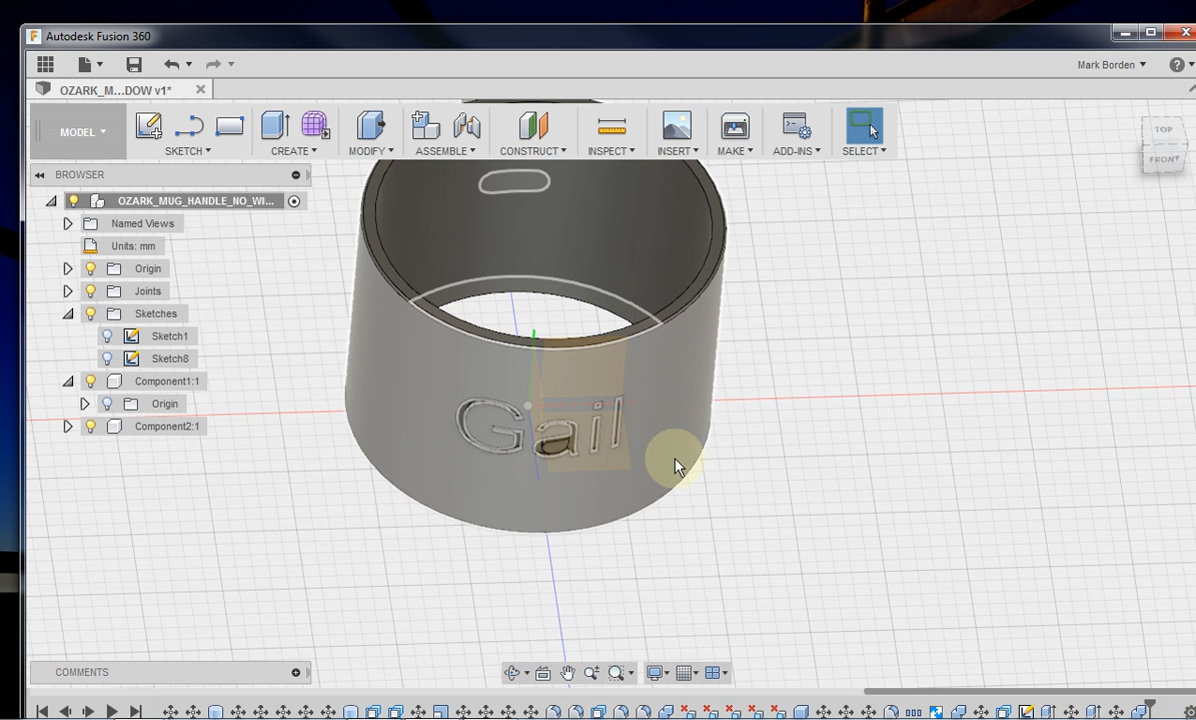 Autodesk Fusion 360
Mark Borden
OZARK_M...DOW v1*
MODEL
SKETCH
CREATE
MODIFY
ASSEMBLE
CONSTRUCT
INSPECT
INSERT
MAKE
ADD-INS
SELECT
TOP
FRONT
BROWSER
OZARK_MUG_HANDLE_NO_WI...
Named Views
Units: mm
Origin
Joints
Sketches
Sketch1
Sketch8
Component1:1
Origin
Component2:1
Gail
COMMENTS